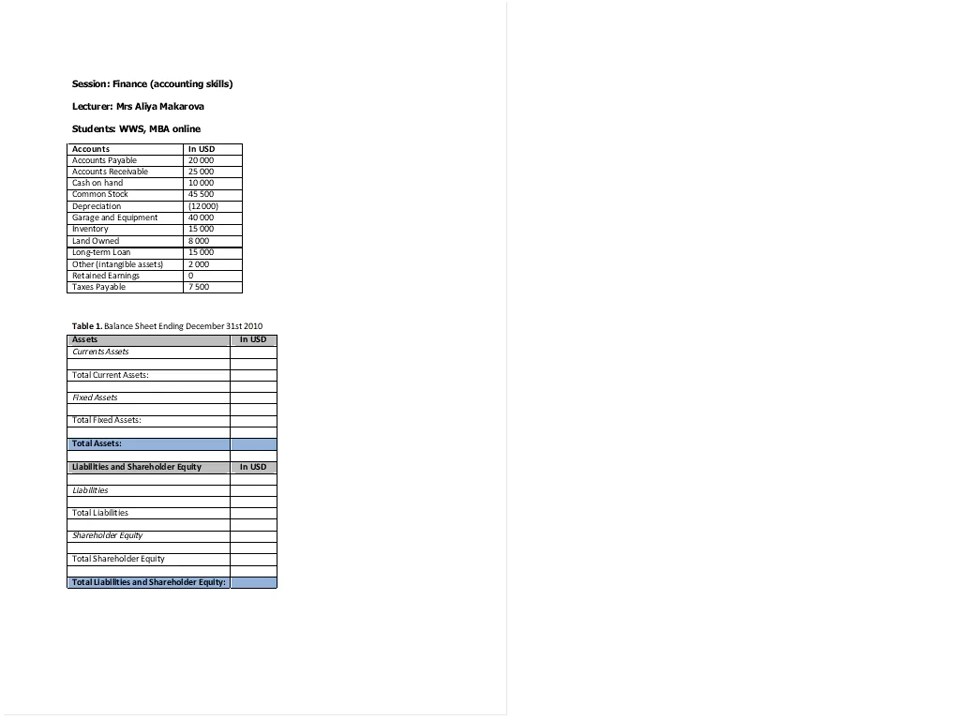 Session: Finance (accounting skills)
Lecturer: Mrs Aliya Makarova
Students: WWS, MBA online
Accounts In USD
Accounts Payable 20 000
Accounts Receivable 25 000
Cash on hand 10 000
Common Stock 45 500
Depreciation (12 000)
Garage and Equipment 40 000
Inventory 15 000
Land Owned 8 000
Long-term Loan 15 000
Other (intangible assets) 2 000
Retained Earnings 0
Taxes Payable 7 500
Table 1. Balance Sheet Ending December 31st 2010
Assets In USD
Currents Assets
Total Current Assets:
Fixed Assets
Total Fixed Assets:
Total Assets:
Liabilities and Shareholder Equity In USD
Liabilities
Total Liabilities
Shareholder Equity
Total Shareholder Equity
Total Liabilities and Shareholder Equity: